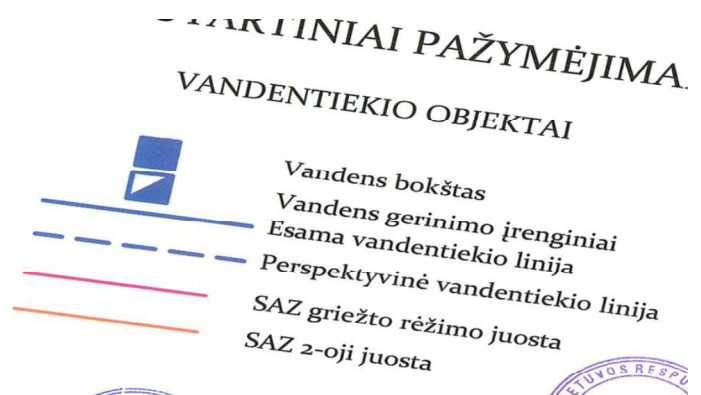 PAŽYMĖJIMA
VANDENTIEKIO OBJEKTAI
Vandens bokštas
Vandens gerinimo įrenginiai
Esama vandentiekio linija
Perspektyvinė vandentiekio linija
SAZ griežto rėžimo juosta
SAZ 2-oji juosta